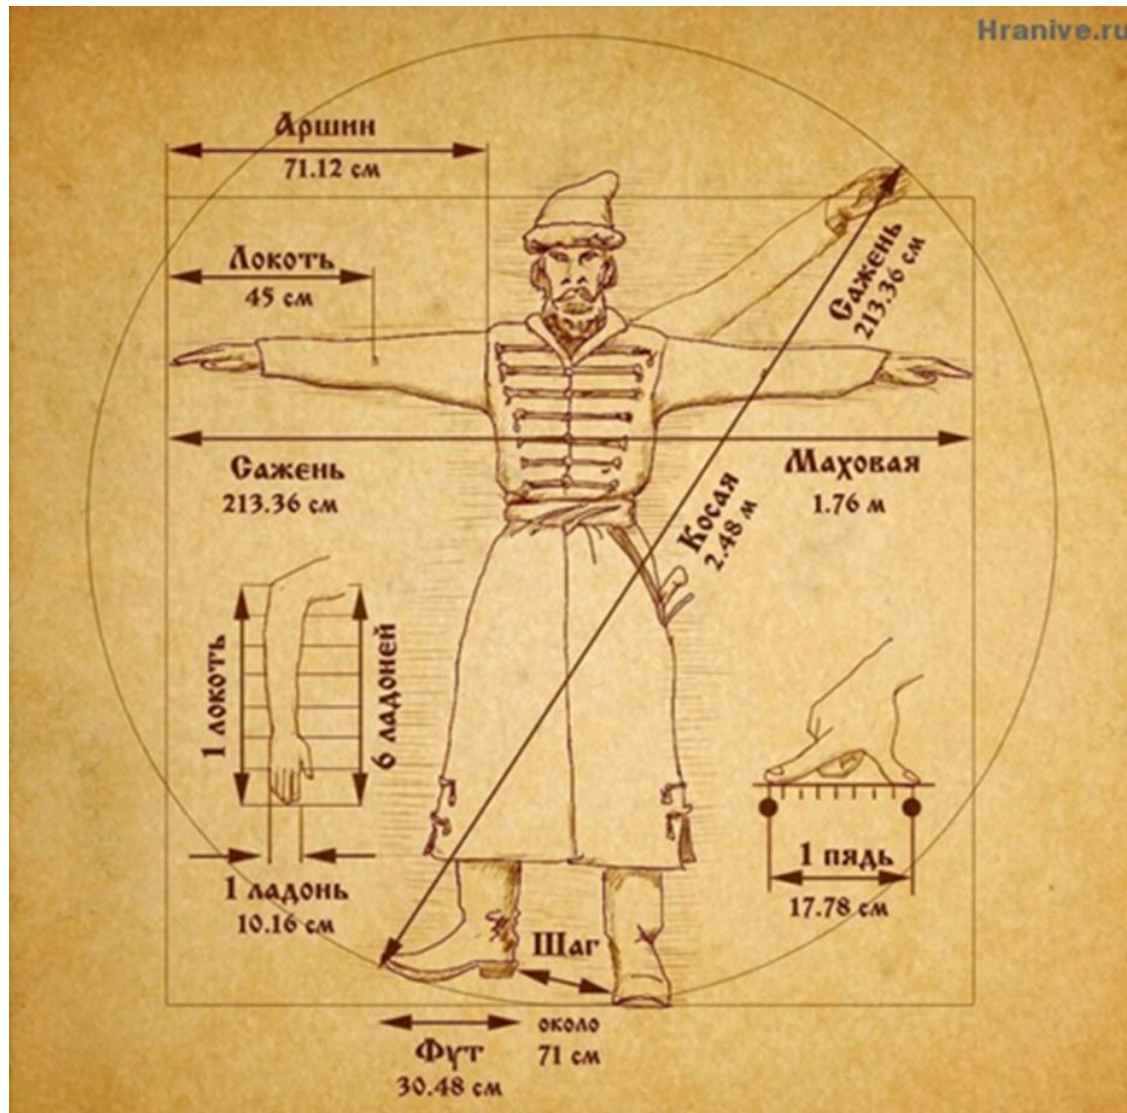 Hranive.ru
Аршин
71.12 см
Локоть
45 см
Сажень
213.36 см
Сажень
213.36 см
Маховая
1.76 м
Косая
2.48 м
1 локоть
6 ладоней
1 ладонь
10.16 см
1 пядь
17.78 см
Шаг
около
71 см
Фут
30.48 см